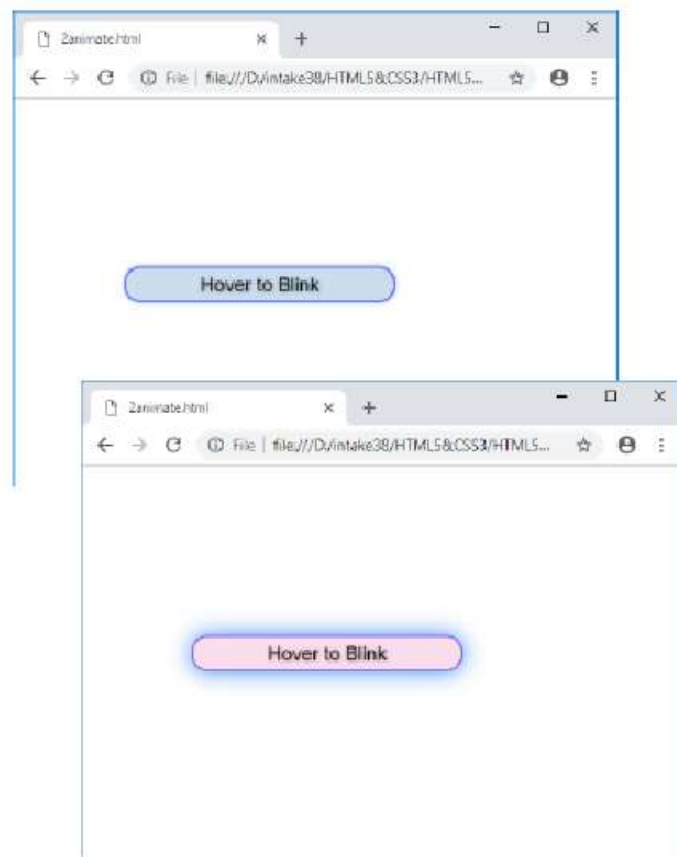 2animate.html
File | file:///D:/intake38/HTML5&CSS3/HTML5...
Hover to Blink
2animate.html
File | file:///D:/intake38/HTML5&CSS3/HTML5...
Hover to Blink